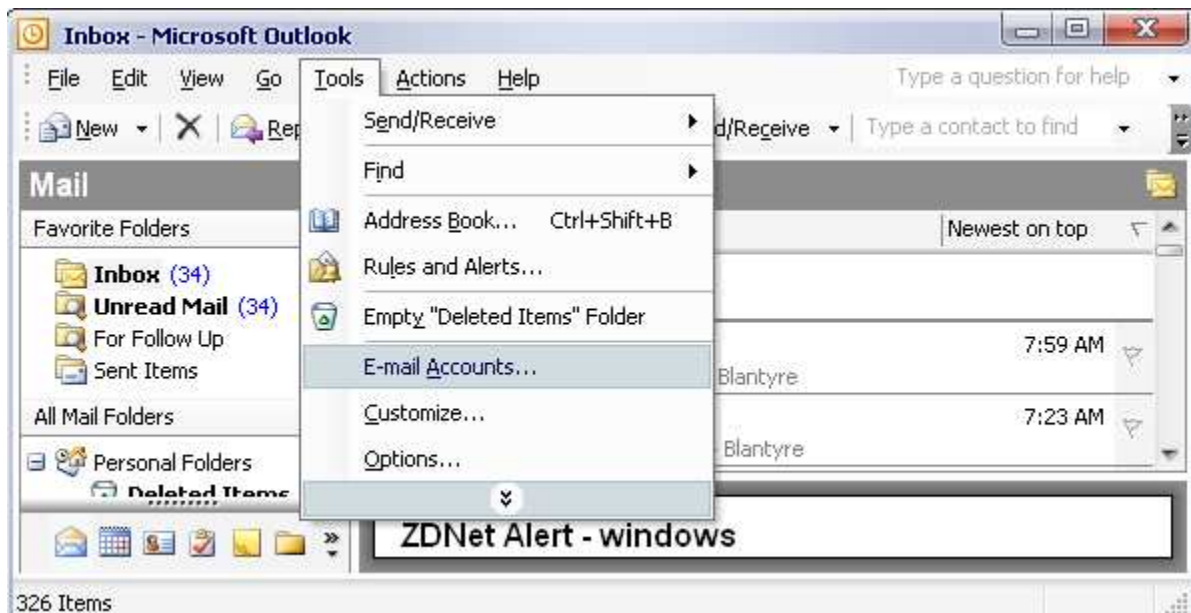 Inbox - Microsoft Outlook
File Edit View Go Tools Actions Help Type a question for help
New Rep d/Receive Type a contact to find
Send/Receive
Find
Address Book... Ctrl+Shift+B
Rules and Alerts...
Empty "Deleted Items" Folder
E-mail Accounts...
Customize...
Options...
Mail
Favorite Folders
Inbox (34)
Unread Mail (34)
For Follow Up
Sent Items
All Mail Folders
Personal Folders
Deleted Items
Newest on top
7:59 AM
Blantyre
7:23 AM
- Blantyre
ZDNet Alert - windows
326 Items